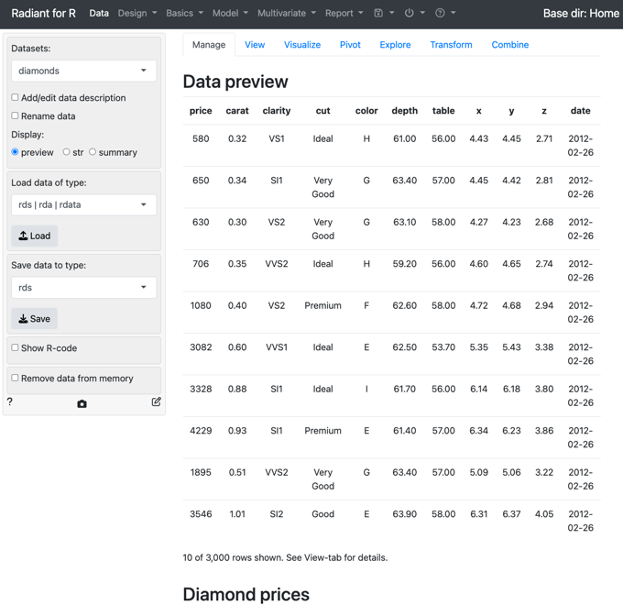 Radiant for R Data Design Basics Model Multivariate Report Base dir: Home
Datasets:
diamonds
Add/edit data description
Rename data
Display:
preview str summary
Load data of type:
rds | rda | rdata
Load
Save data to type:
rds
Save
Show R-code
Remove data from memory
?
Manage View Visualize Pivot Explore Transform Combine
Data preview
price carat clarity cut color depth table x y z date
580 0.32 VS1 Ideal H 61.00 56.00 4.43 4.45 2.71 2012-
02-26
650 0.34 SI1 Very G 63.40 57.00 4.45 4.42 2.81 2012-
Good 02-26
630 0.30 VS2 Very G 63.10 58.00 4.27 4.23 2.68 2012-
Good 02-26
706 0.35 VVS2 Ideal H 59.20 56.00 4.60 4.65 2.74 2012-
02-26
1080 0.40 VS2 Premium F 62.60 58.00 4.72 4.68 2.94 2012-
02-26
3082 0.60 VVS1 Ideal E 62.50 53.70 5.35 5.43 3.38 2012-
02-26
3328 0.88 SI1 Ideal I 61.70 56.00 6.14 6.18 3.80 2012-
02-26
4229 0.93 SI1 Premium E 61.40 57.00 6.34 6.23 3.86 2012-
02-26
1895 0.51 VVS2 Very G 63.40 57.00 5.09 5.06 3.22 2012-
Good 02-26
3546 1.01 SI2 Good E 63.90 58.00 6.31 6.37 4.05 2012-
02-26
10 of 3,000 rows shown. See View-tab for details.
Diamond prices